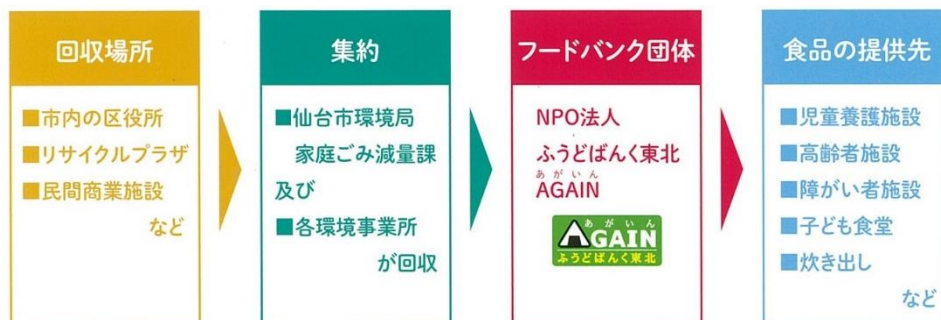 回収場所
■市内の区役所
■リサイクルプラザ
■民間商業施設
など
集約
■仙台市環境局
家庭ごみ減量課
及び
■各環境事業所
が回収
フードバンク団体
NPO法人
ふうどばんく東北
あがいん
AGAIN
あがいん
AGAIN
ふうどばんく東北
食品の提供先
■児童養護施設
■高齢者施設
■障がい者施設
■子ども食堂
■炊き出し
など